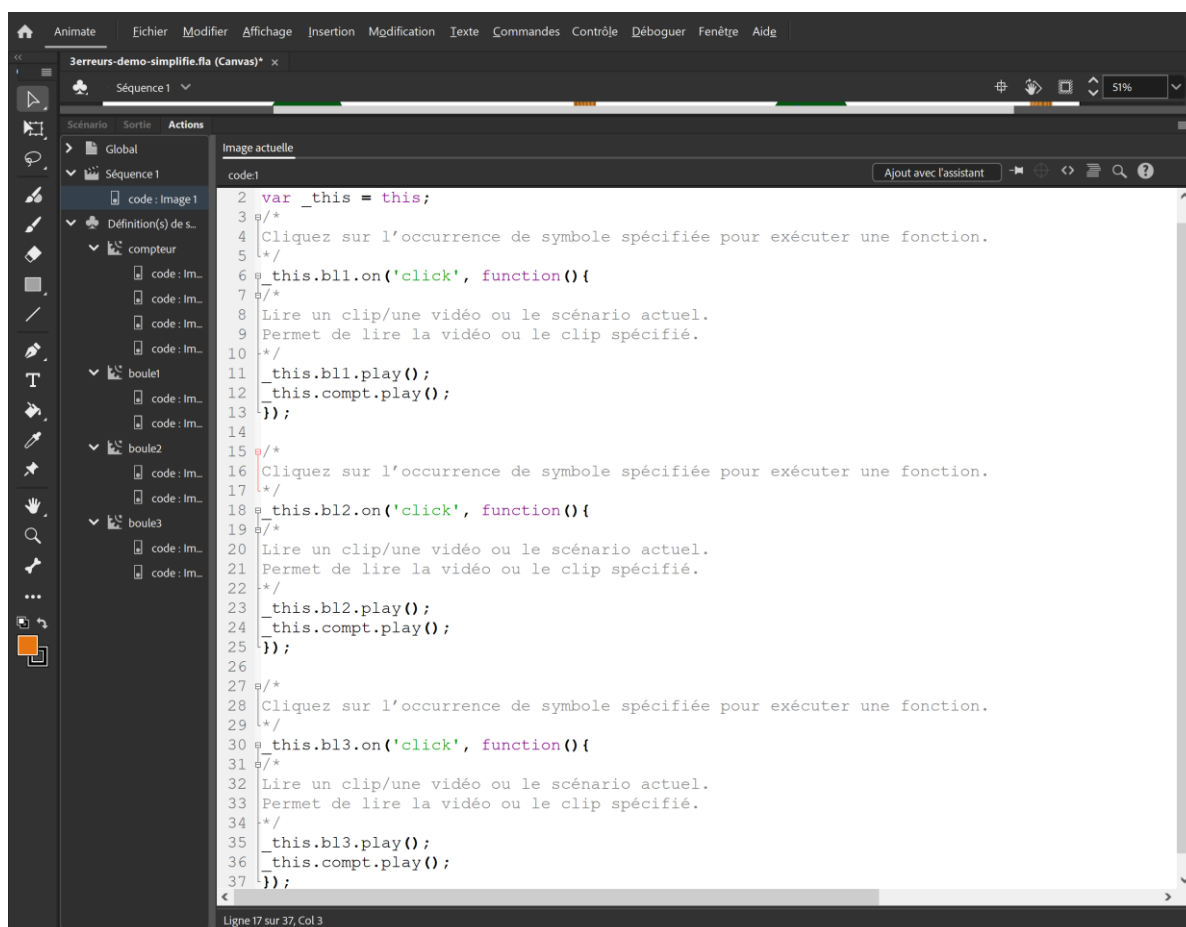 Animate Fichier Modifier Affichage Insertion Modification Texte Commandes Contrôle Déboguer Fenêtre Aide
3erreurs-demo-simplifie.fla (Canvas)* ×
Séquence 1 51%
Scénario Sortie Actions
Global
Séquence 1
code : Image 1
Définition(s) de s...
compteur
code : Im...
code : Im...
code : Im...
code : Im...
boule1
code : Im...
code : Im...
boule2
code : Im...
code : Im...
boule3
code : Im...
code : Im...
Image actuelle
code:1 Ajout avec l'assistant
2 var _this = this;
3 /*
4 Cliquez sur l’occurrence de symbole spécifiée pour exécuter une fonction.
5 */
6 _this.bl1.on('click', function(){
7 /*
8 Lire un clip/une vidéo ou le scénario actuel.
9 Permet de lire la vidéo ou le clip spécifié.
10 */
11 _this.bl1.play();
12 _this.compt.play();
13 });
14
15 /*
16 Cliquez sur l’occurrence de symbole spécifiée pour exécuter une fonction.
17 */
18 _this.bl2.on('click', function(){
19 /*
20 Lire un clip/une vidéo ou le scénario actuel.
21 Permet de lire la vidéo ou le clip spécifié.
22 */
23 _this.bl2.play();
24 _this.compt.play();
25 });
26
27 /*
28 Cliquez sur l’occurrence de symbole spécifiée pour exécuter une fonction.
29 */
30 _this.bl3.on('click', function(){
31 /*
32 Lire un clip/une vidéo ou le scénario actuel.
33 Permet de lire la vidéo ou le clip spécifié.
34 */
35 _this.bl3.play();
36 _this.compt.play();
37 });
Ligne 17 sur 37, Col 3